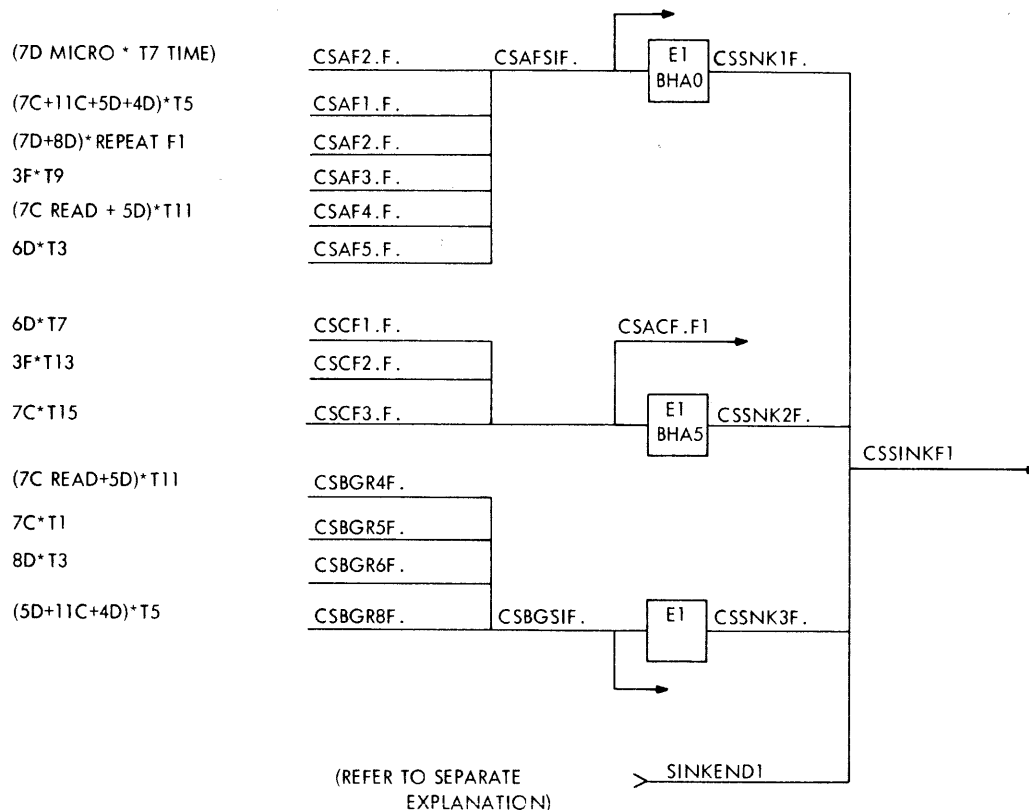 (7D MICRO * T7 TIME) CSAF2.F. CSAFSIF. E1 BHA0 CSSNK1F.
(7C+11C+5D+4D)*T5 CSAF1.F.
(7D+8D)*REPEAT F1 CSAF2.F.
3F*T9 CSAF3.F.
(7C READ + 5D)*T11 CSAF4.F.
6D*T3 CSAF5.F.
6D*T7 CSCF1.F. CSACF.F1
3F*T13 CSCF2.F.
7C*T15 CSCF3.F. E1 BHA5 CSSNK2F.
CSSINKF1
(7C READ+5D)*T11 CSBGR4F.
7C*T1 CSBGR5F.
8D*T3 CSBGR6F.
(5D+11C+4D)*T5 CSBGR8F. CSBGSIF. E1 CSSNK3F.
(REFER TO SEPARATE SINKEND1
EXPLANATION)